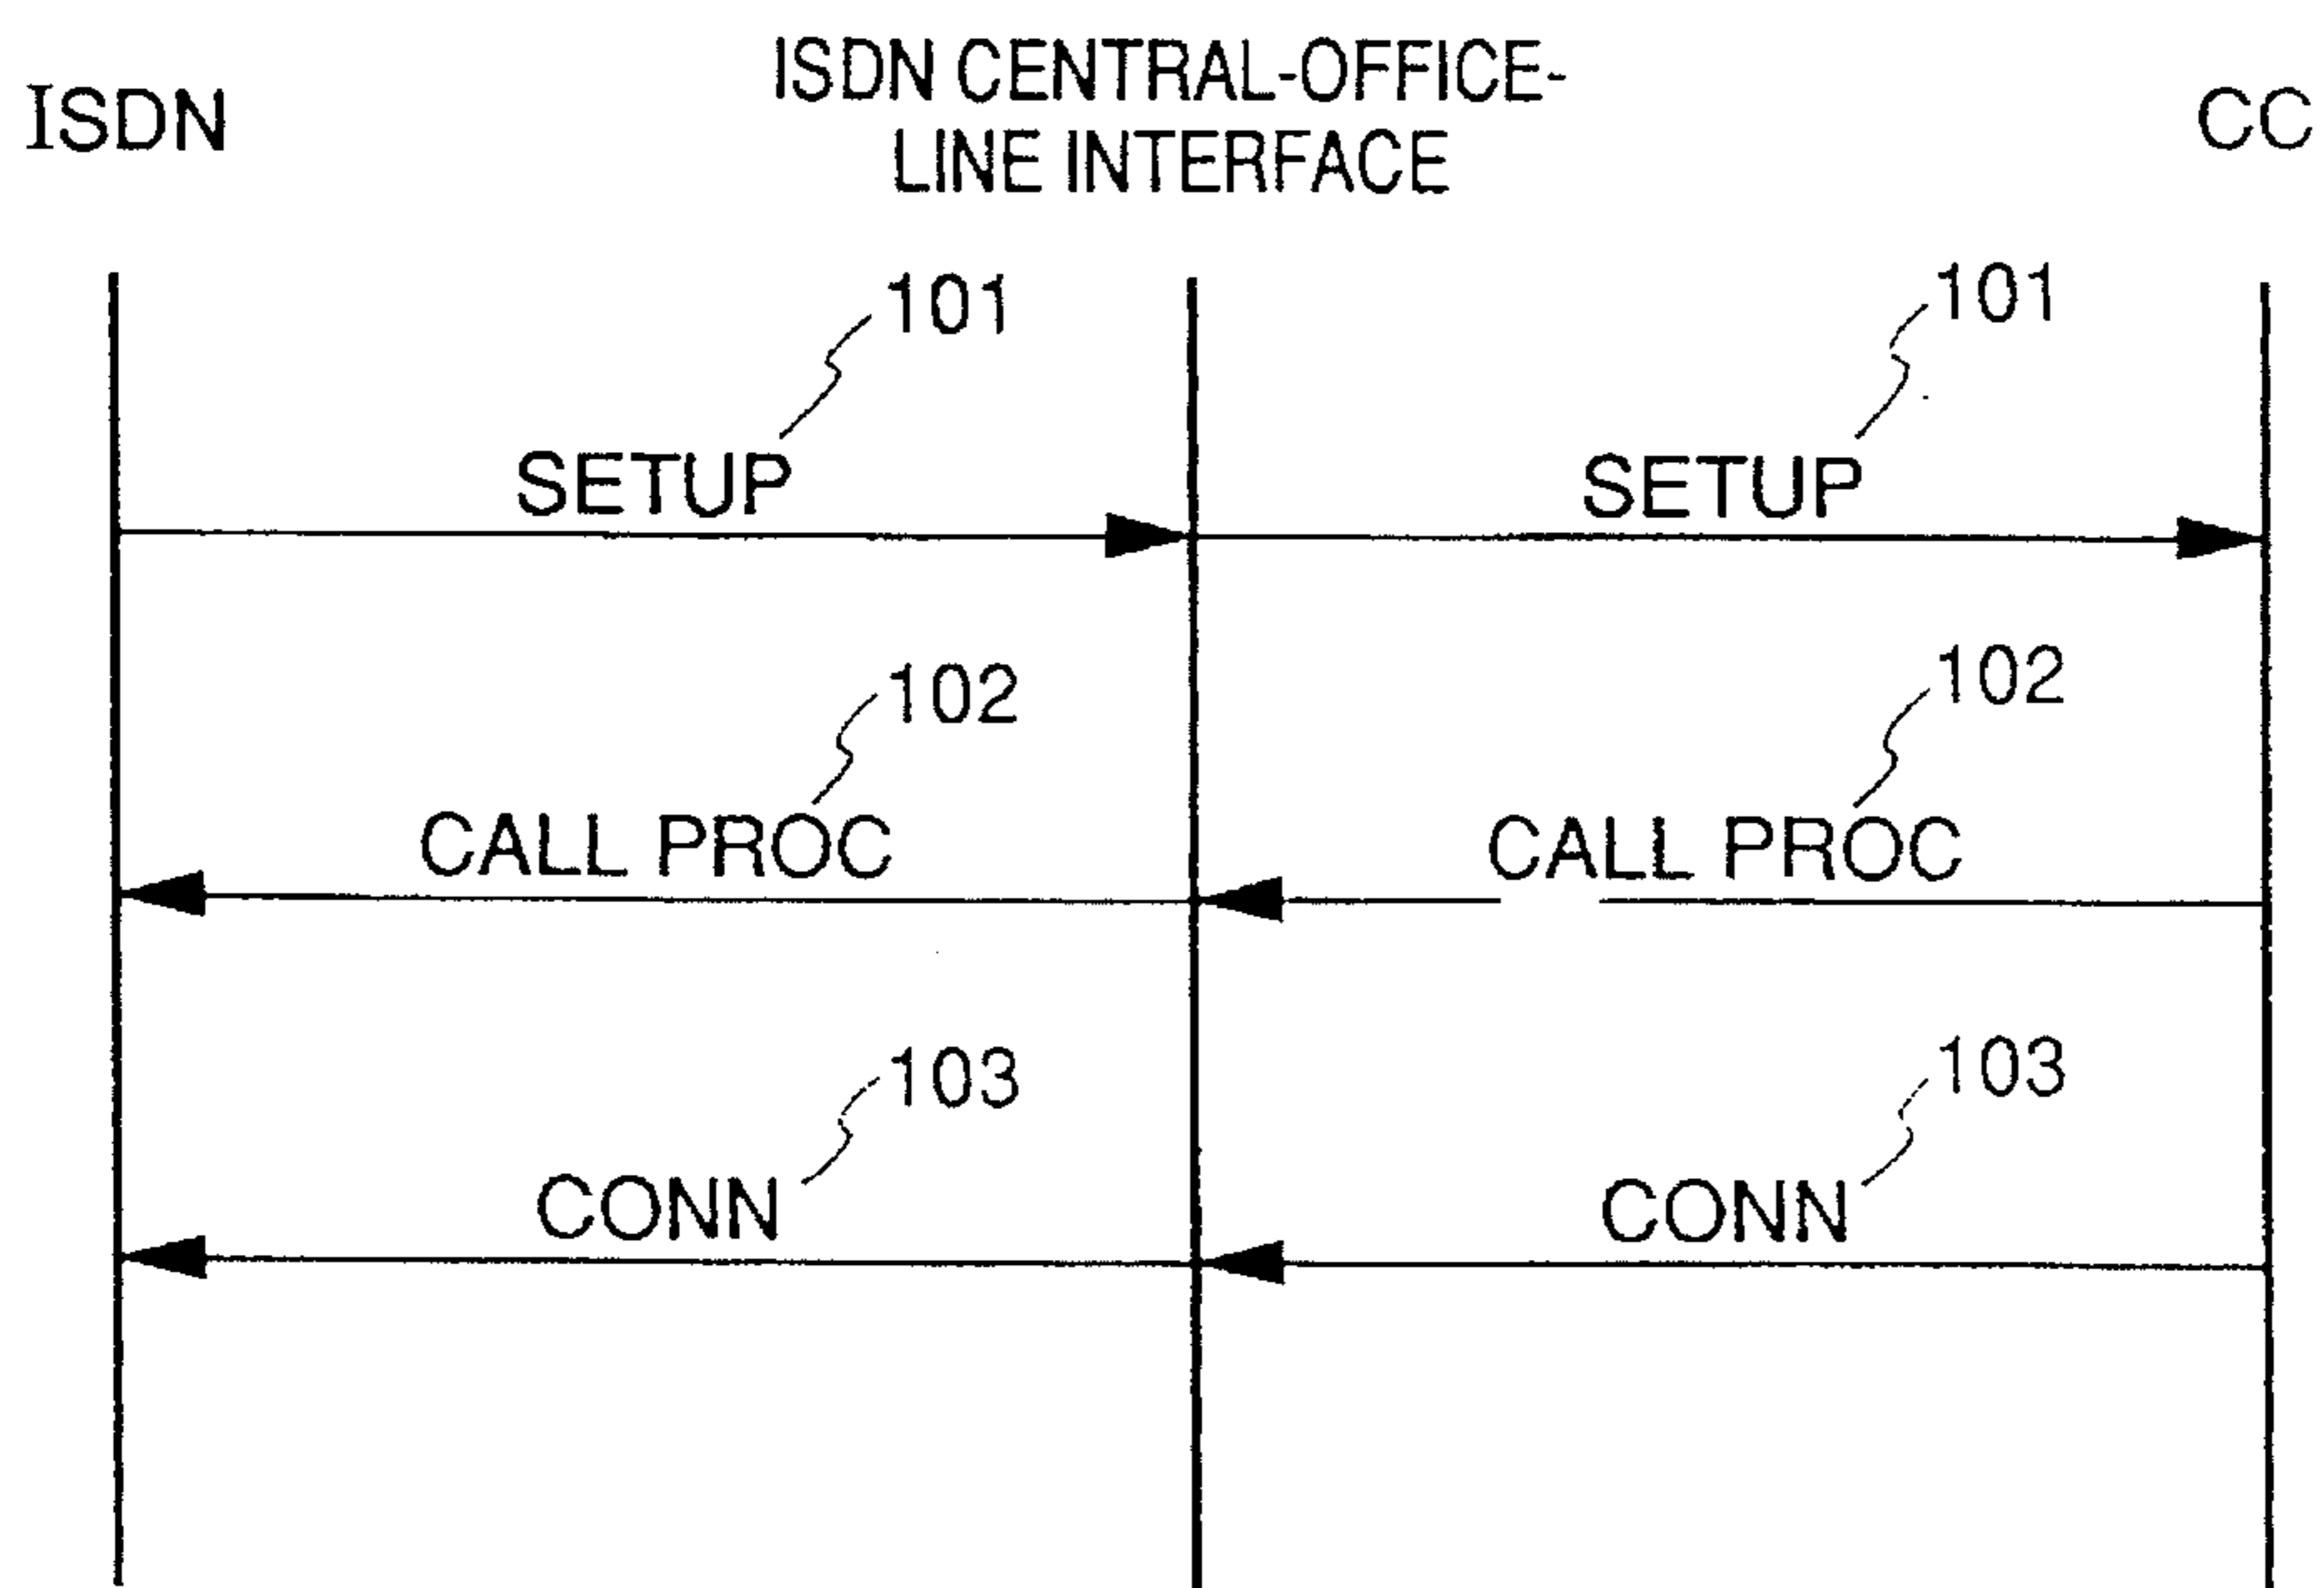 ISDN
ISDN CENTRAL-OFFICE-
LINE INTERFACE
CC
101
101
SETUP
SETUP
102
102
CALL PROC
CALL PROC
103
103
CONN
CONN